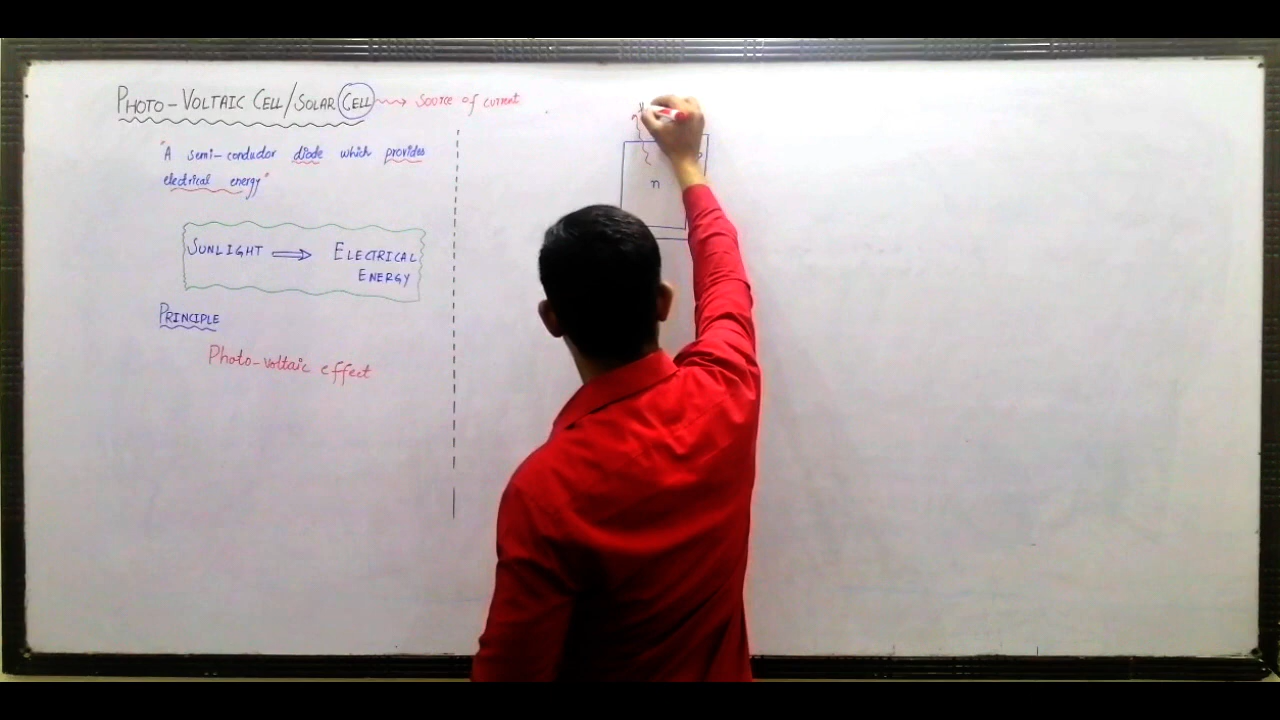 PHOTO-VOLTAIC CELL/SOLAR CELL → Source of current
"A semi-conductor diode which provides
electrical energy"
SUNLIGHT ⇒ ELECTRICAL
ENERGY
PRINCIPLE
Photo-voltaic effect
n